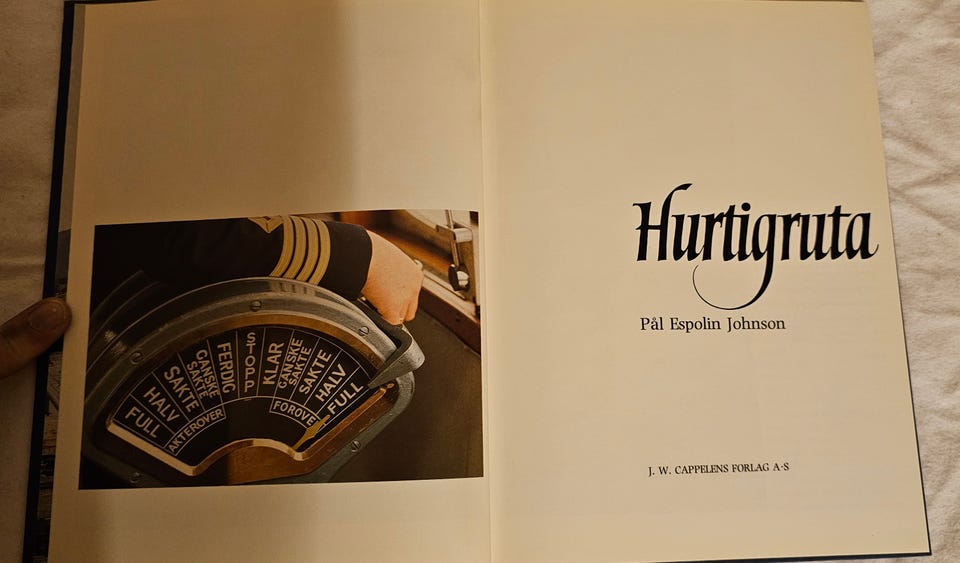 FULL
HALV
SAKTE
GANSKE
SAKTE
FERDIG
STOPP
KLAR
GANSKE
SAKTE
SAKTE
HALV
FULL
AKTEROVER
FOROVE
Hurtigruta
Pål Espolin Johnson
J. W. CAPPELENS FORLAG A·S